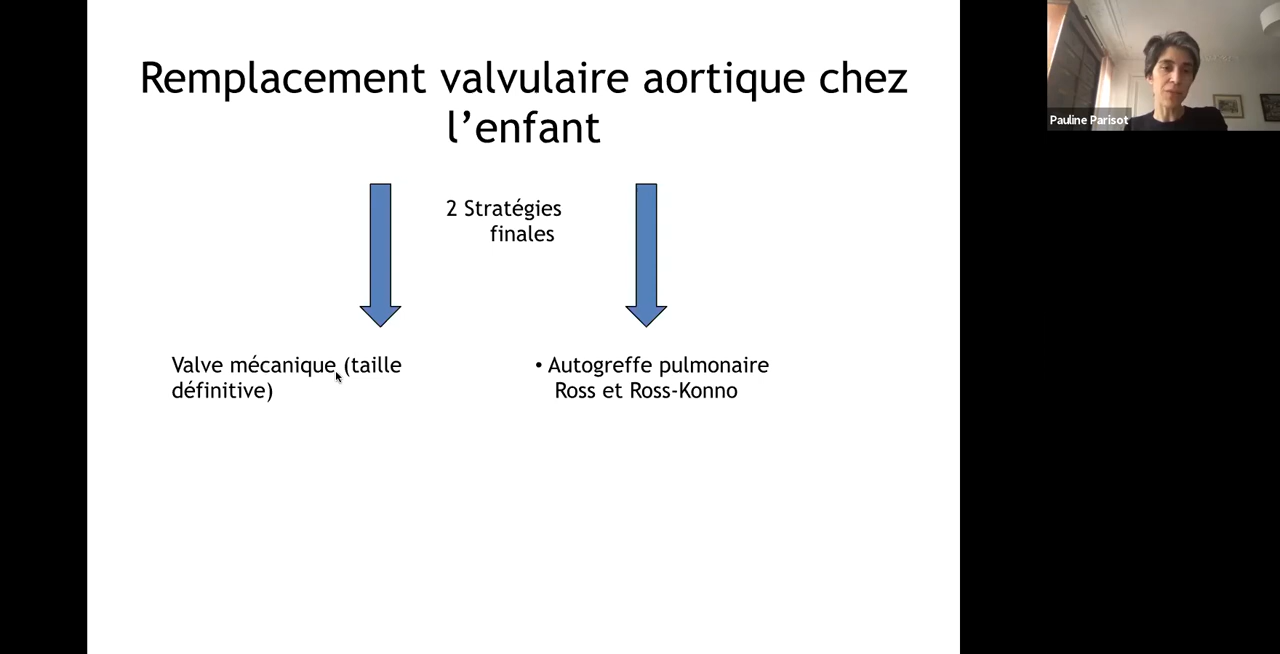 Remplacement valvulaire aortique chez
l’enfant
2 Stratégies
finales
Valve mécanique (taille
définitive)
• Autogreffe pulmonaire
Ross et Ross-Konno
Pauline Parisot